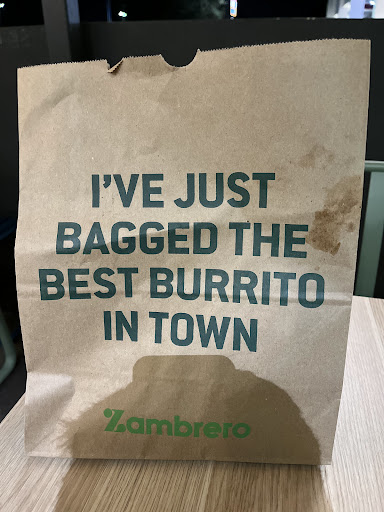 I'VE JUST
BAGGED THE
BEST BURRITO
IN TOWN
Zambrero